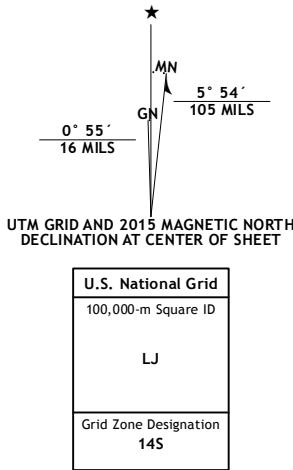 MN
GN
5° 54´
105 MILS
0° 55´
16 MILS
UTM GRID AND 2015 MAGNETIC NORTH
DECLINATION AT CENTER OF SHEET
U.S. National Grid
100,000-m Square ID
LJ
Grid Zone Designation
14S